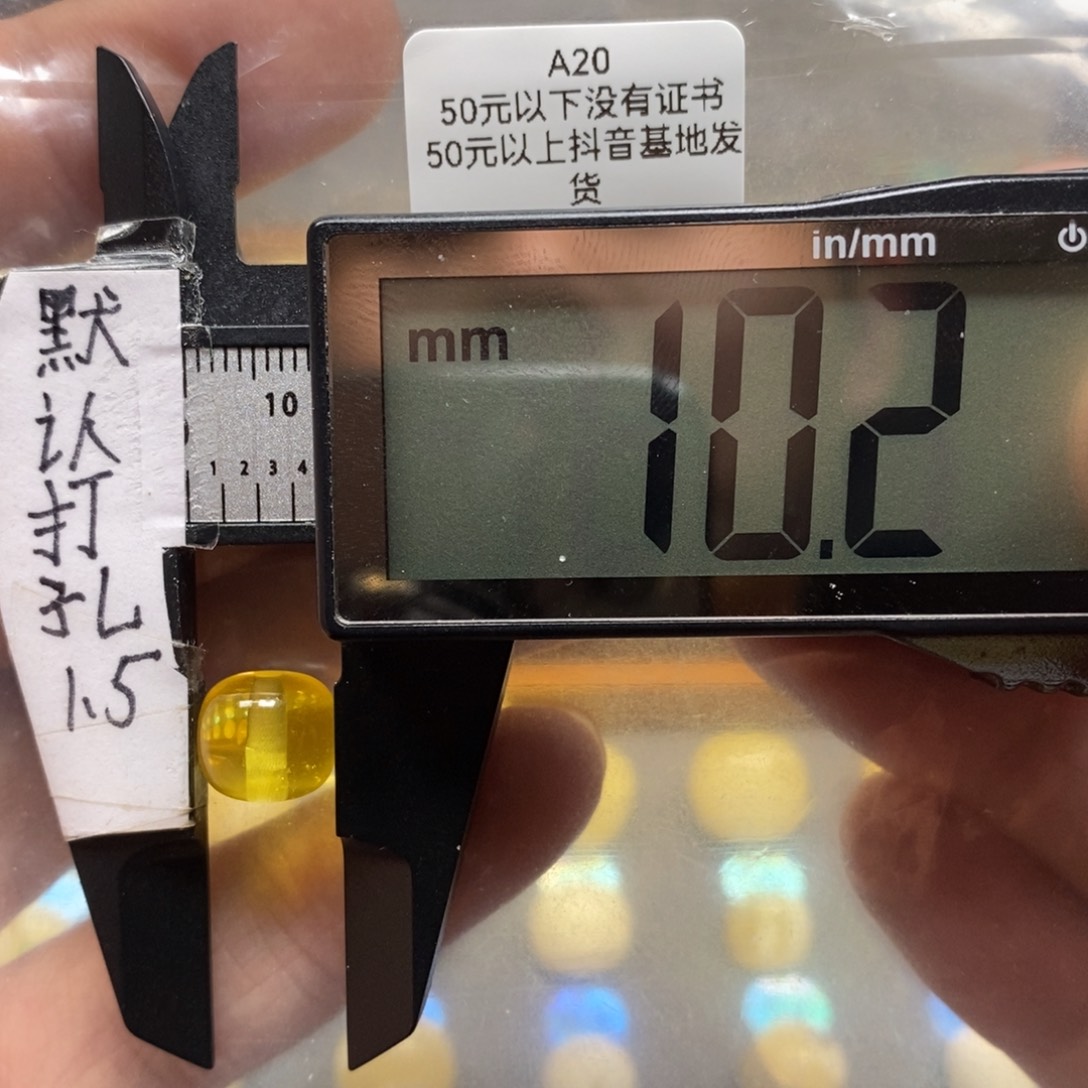 A20
50元以下没有证书
50元以上抖音基地发
货
in/mm
mm
10.2
默
认
打
孔
1.5
10
1 2 3 4